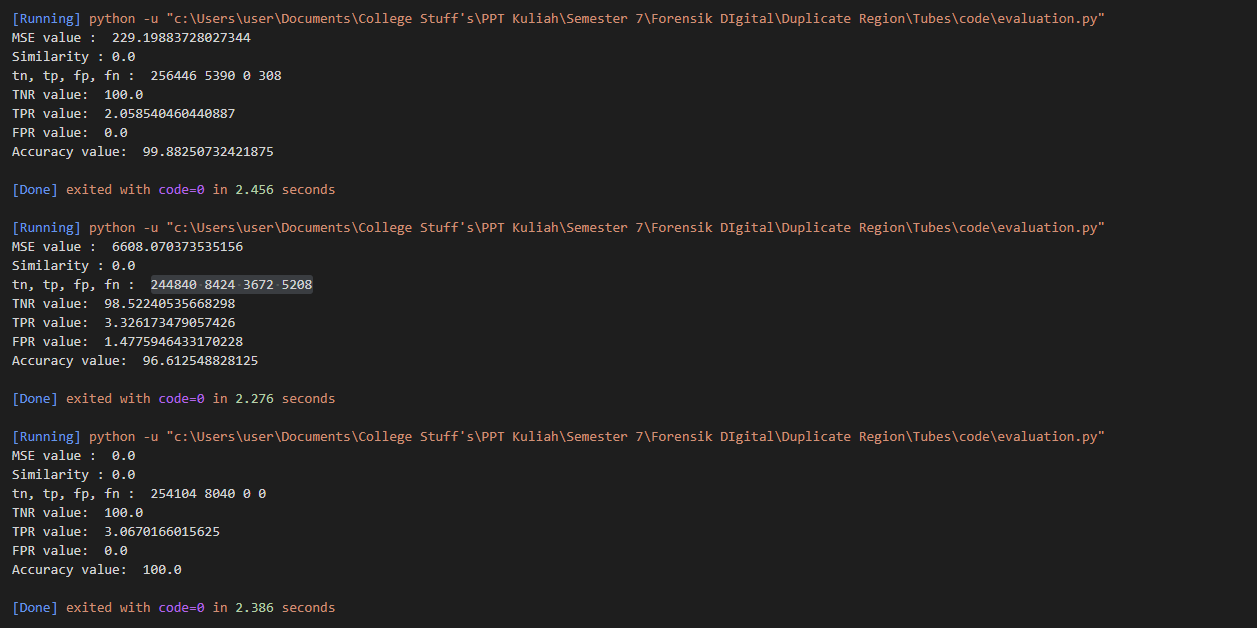 [Running] python -u "c:\Users\user\Documents\College Stuff's\PPT Kuliah\Semester 7\Forensik DIgital\Duplicate Region\Tubes\code\evaluation.py"
MSE value :  229.19883728027344
Similarity : 0.0
tn, tp, fp, fn :  256446 5390 0 308
TNR value:  100.0
TPR value:  2.058540460440887
FPR value:  0.0
Accuracy value:  99.88250732421875
[Done] exited with code=0 in 2.456 seconds
[Running] python -u "c:\Users\user\Documents\College Stuff's\PPT Kuliah\Semester 7\Forensik DIgital\Duplicate Region\Tubes\code\evaluation.py"
MSE value :  6608.070373535156
Similarity : 0.0
tn, tp, fp, fn :  244840 8424 3672 5208
TNR value:  98.52240535668298
TPR value:  3.326173479057426
FPR value:  1.4775946433170228
Accuracy value:  96.612548828125
[Done] exited with code=0 in 2.276 seconds
[Running] python -u "c:\Users\user\Documents\College Stuff's\PPT Kuliah\Semester 7\Forensik DIgital\Duplicate Region\Tubes\code\evaluation.py"
MSE value :  0.0
Similarity : 0.0
tn, tp, fp, fn :  254104 8040 0 0
TNR value:  100.0
TPR value:  3.0670166015625
FPR value:  0.0
Accuracy value:  100.0
[Done] exited with code=0 in 2.386 seconds